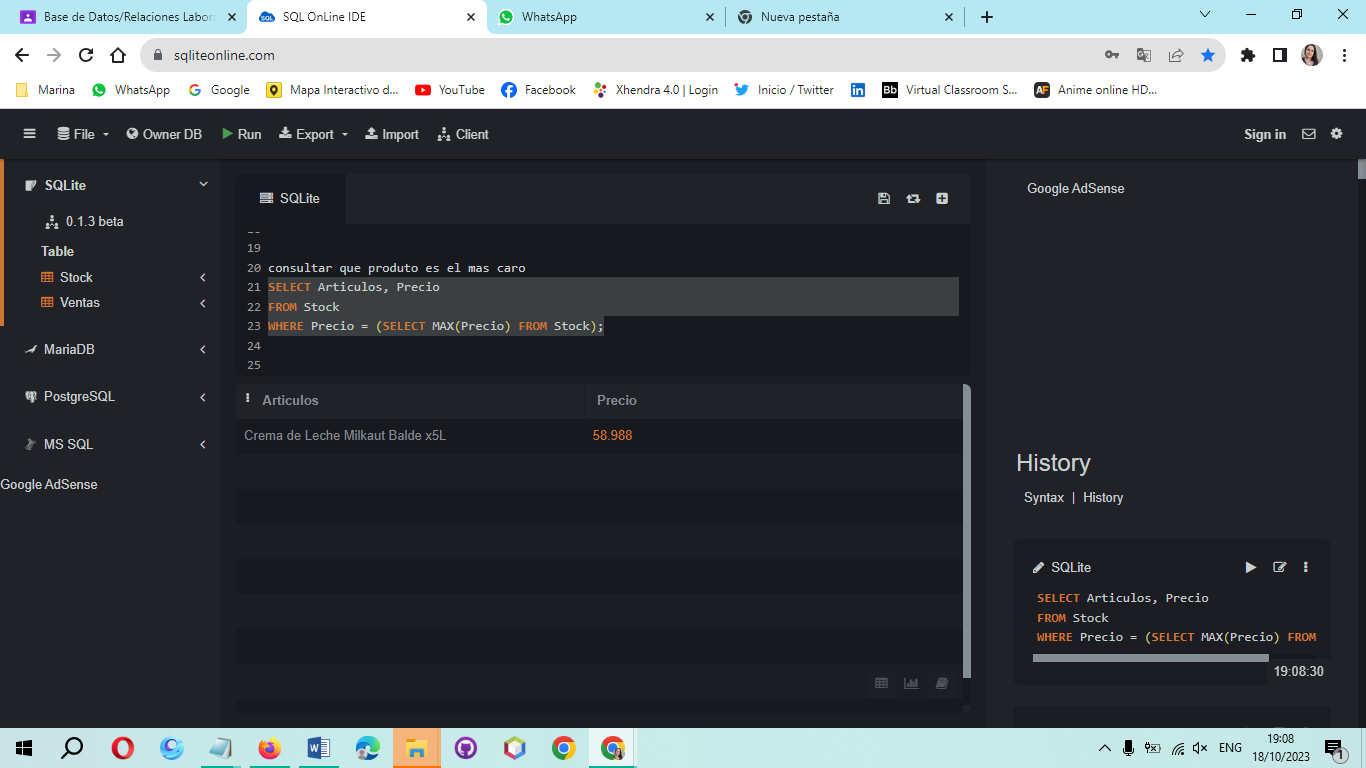 Base de Datos/Relaciones Labor
SQL OnLine IDE
WhatsApp
Nueva pestaña
sqliteonline.com
Marina
WhatsApp
Google
Mapa Interactivo d...
YouTube
Facebook
Xhendra 4.0 | Login
Inicio / Twitter
in
Bb
Virtual Classroom S...
AF
Anime online HD...
File
Owner DB
Run
Export
Import
Client
Sign in
SQLite
0.1.3 beta
Table
Stock
Ventas
MariaDB
PostgreSQL
MS SQL
Google AdSense
SQLite
19
20 consultar que produto es el mas caro
21 SELECT Articulos, Precio
22 FROM Stock
23 WHERE Precio = (SELECT MAX(Precio) FROM Stock);
24
25
Articulos Precio
Crema de Leche Milkaut Balde x5L 58.988
Google AdSense
History
Syntax | History
SQLite
SELECT Articulos, Precio
FROM Stock
WHERE Precio = (SELECT MAX(Precio) FROM
19:08:30
ENG
19:08
18/10/2023
1